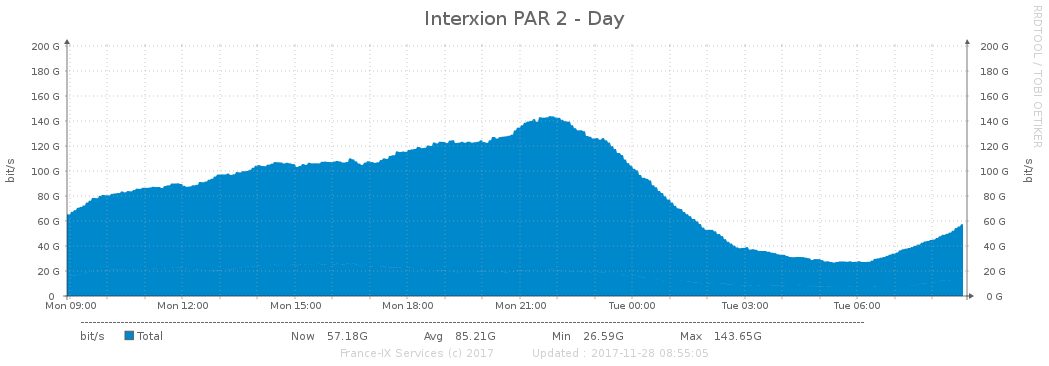 Interxion PAR 2 - Day
RRDTOOL / TOBI OETIKER
bit/s
200 G 200 G
180 G 180 G
160 G 160 G
140 G 140 G
120 G 120 G
100 G 100 G
80 G 80 G
60 G 60 G
40 G 40 G
20 G 20 G
0 0 G
bit/s
Mon 09:00 Mon 12:00 Mon 15:00 Mon 18:00 Mon 21:00 Tue 00:00 Tue 03:00 Tue 06:00
bit/s Total Now 57.18G Avg 85.21G Min 26.59G Max 143.65G
France-IX Services (c) 2017 Updated : 2017-11-28 08:55:05